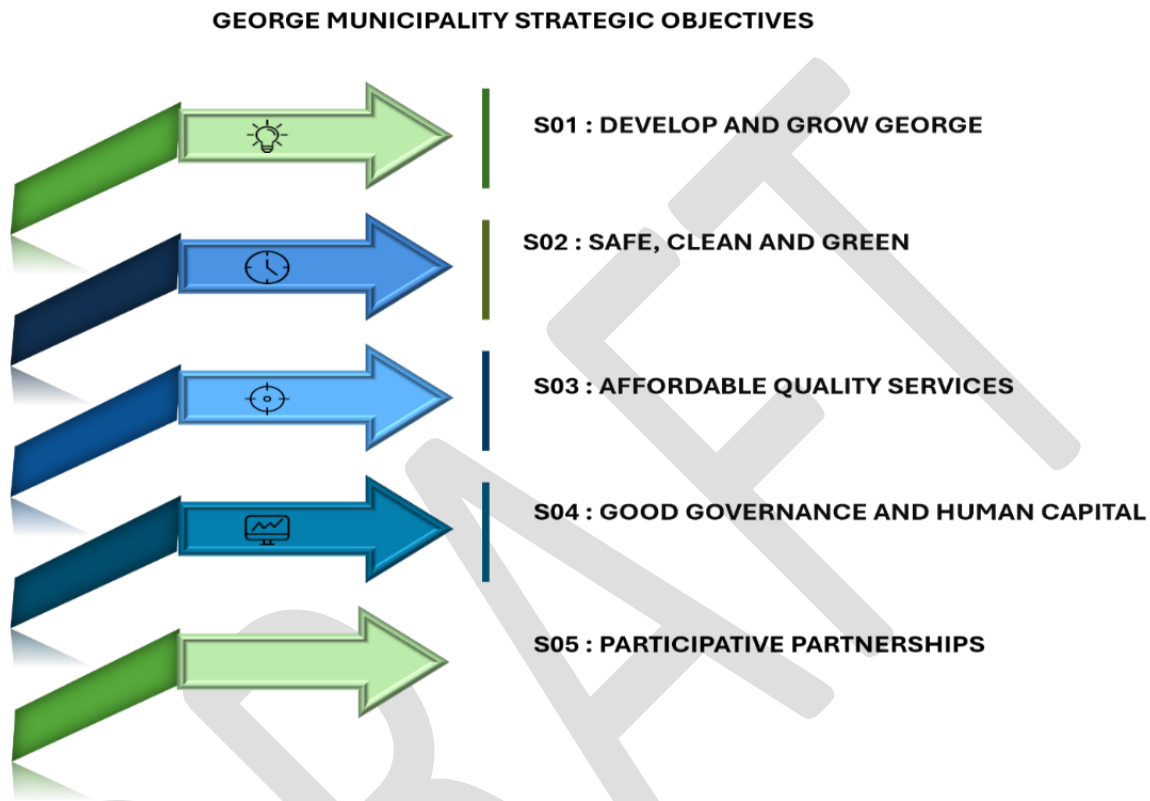 GEORGE MUNICIPALITY STRATEGIC OBJECTIVES
S01 : DEVELOP AND GROW GEORGE
S02 : SAFE, CLEAN AND GREEN
S03 : AFFORDABLE QUALITY SERVICES
S04 : GOOD GOVERNANCE AND HUMAN CAPITAL
S05 : PARTICIPATIVE PARTNERSHIPS
RAFT